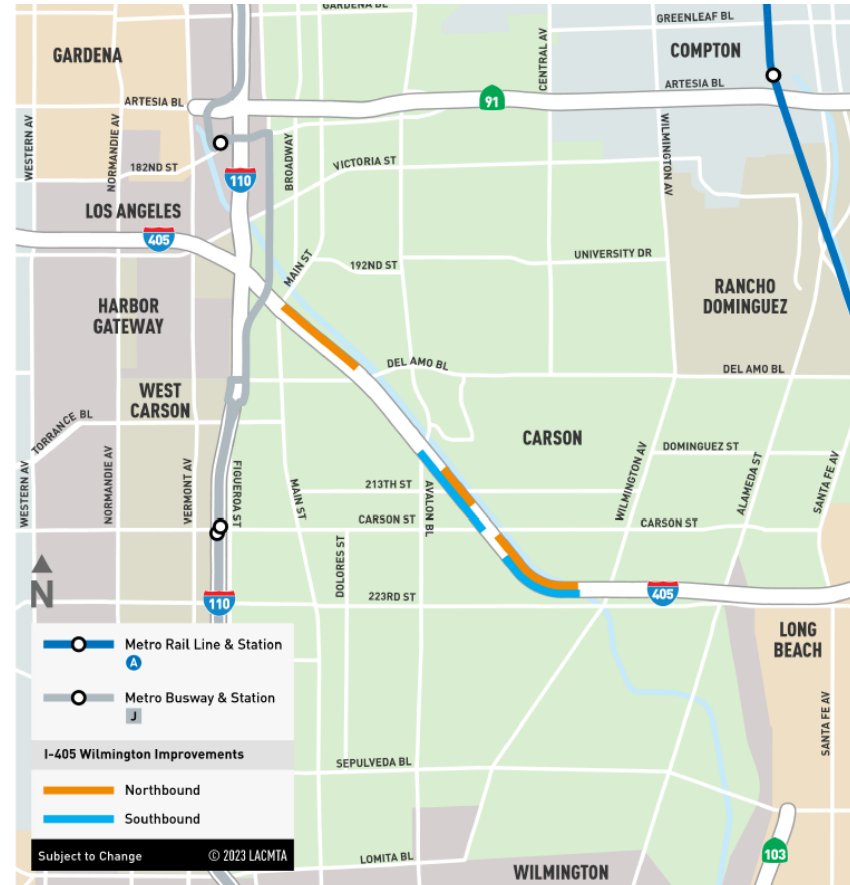 GARDENA BL
GREENLEAF BL
GARDENA
COMPTON
CENTRAL AV
ARTESIA BL
ARTESIA BL
91
WESTERN AV
NORMANDIE AV
BROADWAY
WILMINGTON AV
182ND ST
VICTORIA ST
110
LOS ANGELES
405
MAIN ST
192ND ST
UNIVERSITY DR
RANCHO
DOMINGUEZ
HARBOR
GATEWAY
DEL AMO BL
DEL AMO BL
WEST
CARSON
TORRANCE BL
CARSON
DOMINGUEZ ST
WESTERN AV
NORMANDIE AV
VERMONT AV
FIGUEROA ST
MAIN ST
213TH ST
AVALON BL
WILMINGTON AV
ALAMEDA ST
SANTA FE AV
CARSON ST
CARSON ST
DOLORES ST
N
110
223RD ST
405
LONG
BEACH
Metro Rail Line & Station
A
Metro Busway & Station
J
SANTA FE AV
I-405 Wilmington Improvements
SEPULVEDA BL
Northbound
Southbound
Subject to Change
© 2023 LACMTA
LOMITA BL
103
WILMINGTON